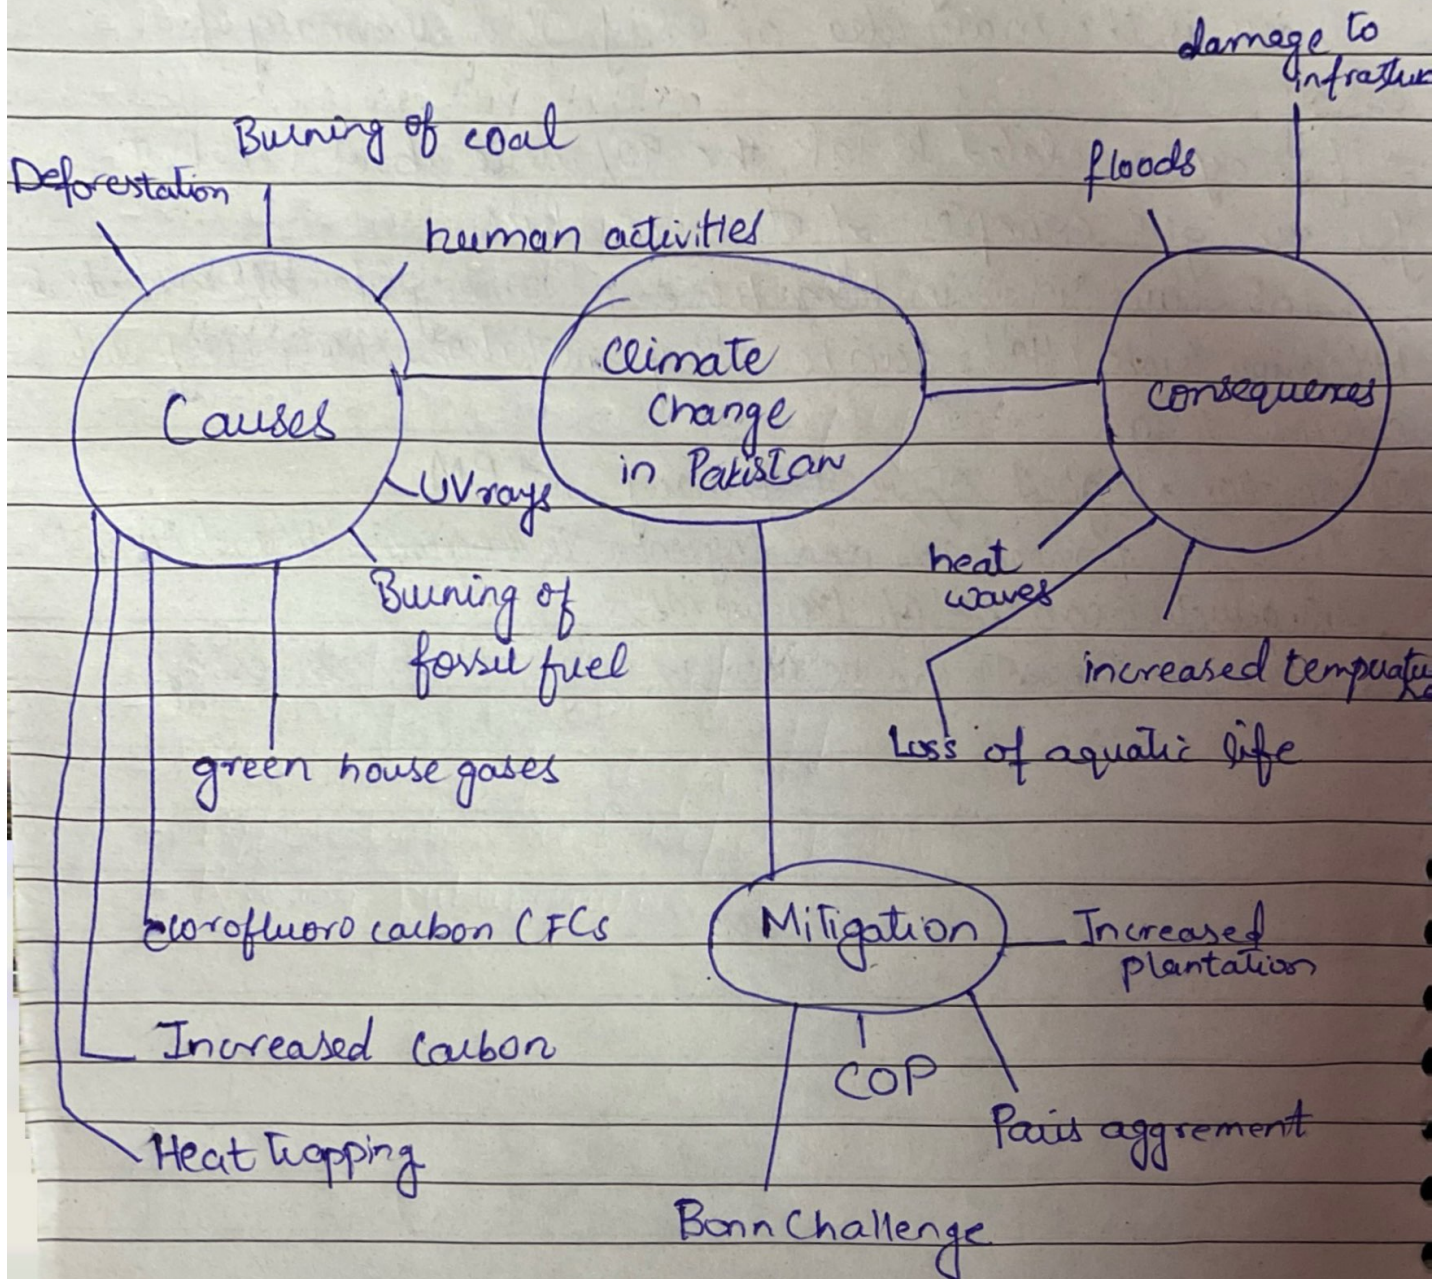 damage to
infrastruc
Burning of coal
floods
Deforestation
human activities
Climate
Change
in Pakistan
Causes
consequences
UV rays
heat
waves
Burning of
fossil fuel
increased temperature
Loss of aquatic life
green house gases
clorofluoro carbon CFCs
Mitigation
Increased
plantation
Increased carbon
COP
Paris aggrement
Heat trapping
Bonn Challenge